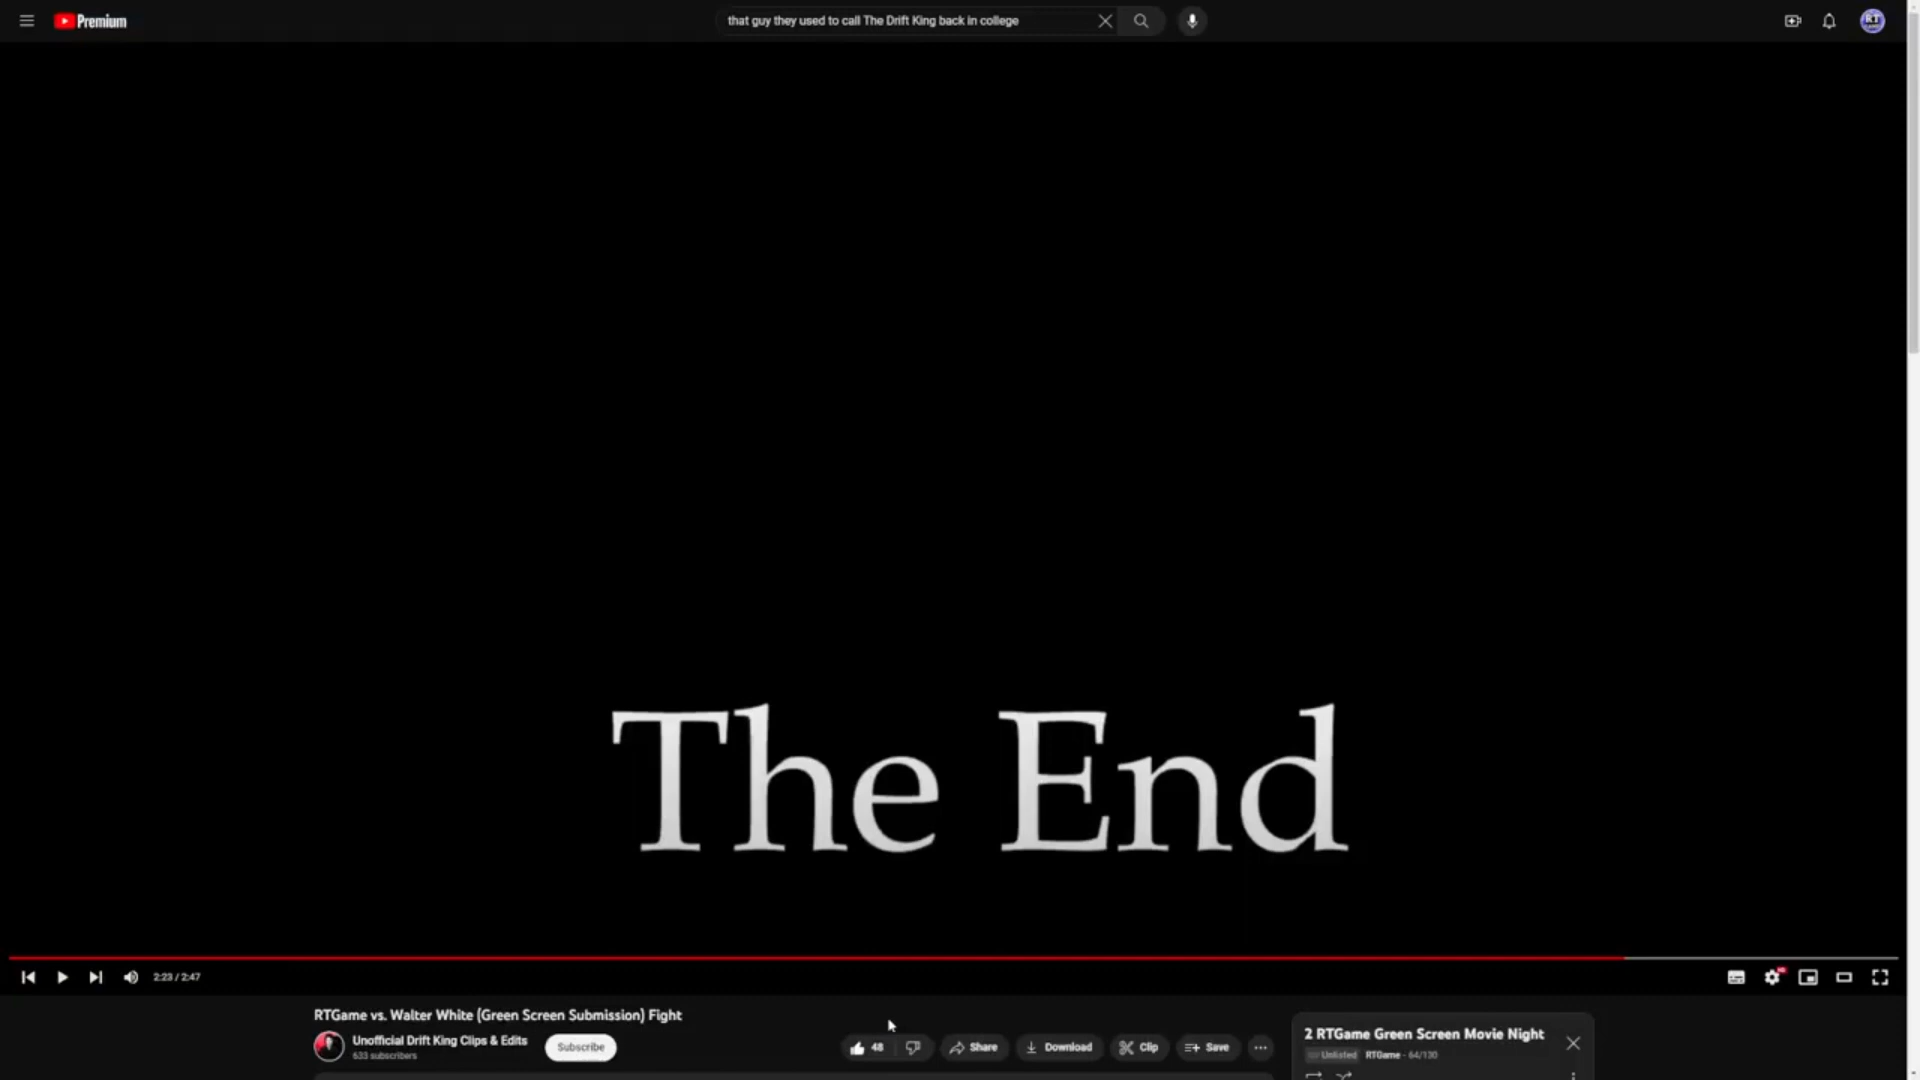 Premium
that guy they used to call The Drift King back in college
RT
The End
2:23 / 2:47
RTGame vs. Walter White (Green Screen Submission) Fight
Unofficial Drift King Clips & Edits
633 subscribers
Subscribe
48
Share
Download
Clip
Save
2 RTGame Green Screen Movie Night
Unlisted RTGame - 64/130